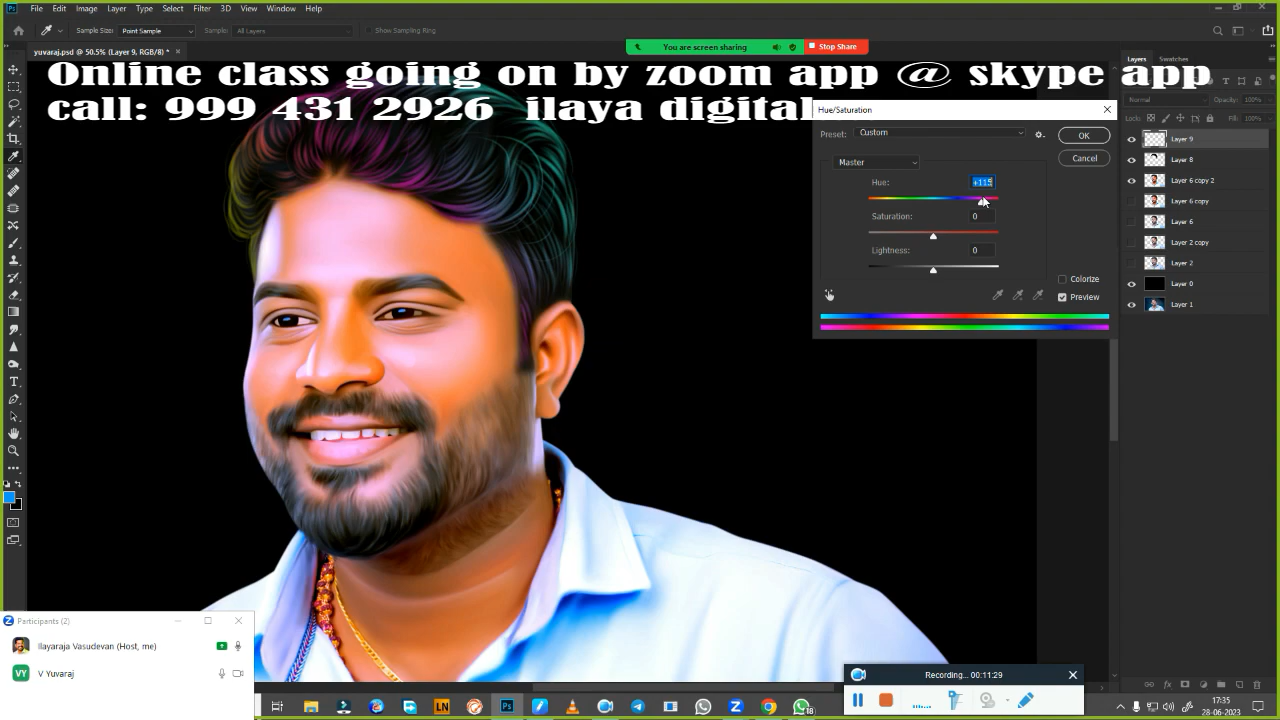 File Edit Image Layer Type Select Filter 3D View Window Help
Sample Size: Point Sample Sample: All Layers Show Sampling Ring
yuvaraj.psd @ 50.5% (Layer 9, RGB/8) *
You are screen sharing Stop Share
Online class going on by zoom app @ skype app
call: 999 431 2926 ilaya digital
Hue/Saturation
Preset: Custom
OK
Cancel
Master
Hue: +115
Saturation: 0
Lightness: 0
Colorize
Preview
Layers Swatches
Normal Opacity: 100%
Lock: Fill: 100%
Layer 9
Layer 8
Layer 6 copy 2
Layer 6 copy
Layer 6
Layer 2 copy
Layer 2
Layer 0
Layer 1
Participants (2)
Ilayaraja Vasudevan (Host, me)
VY V Yuvaraj
Recording... 00:11:29
17:35
28-06-2023